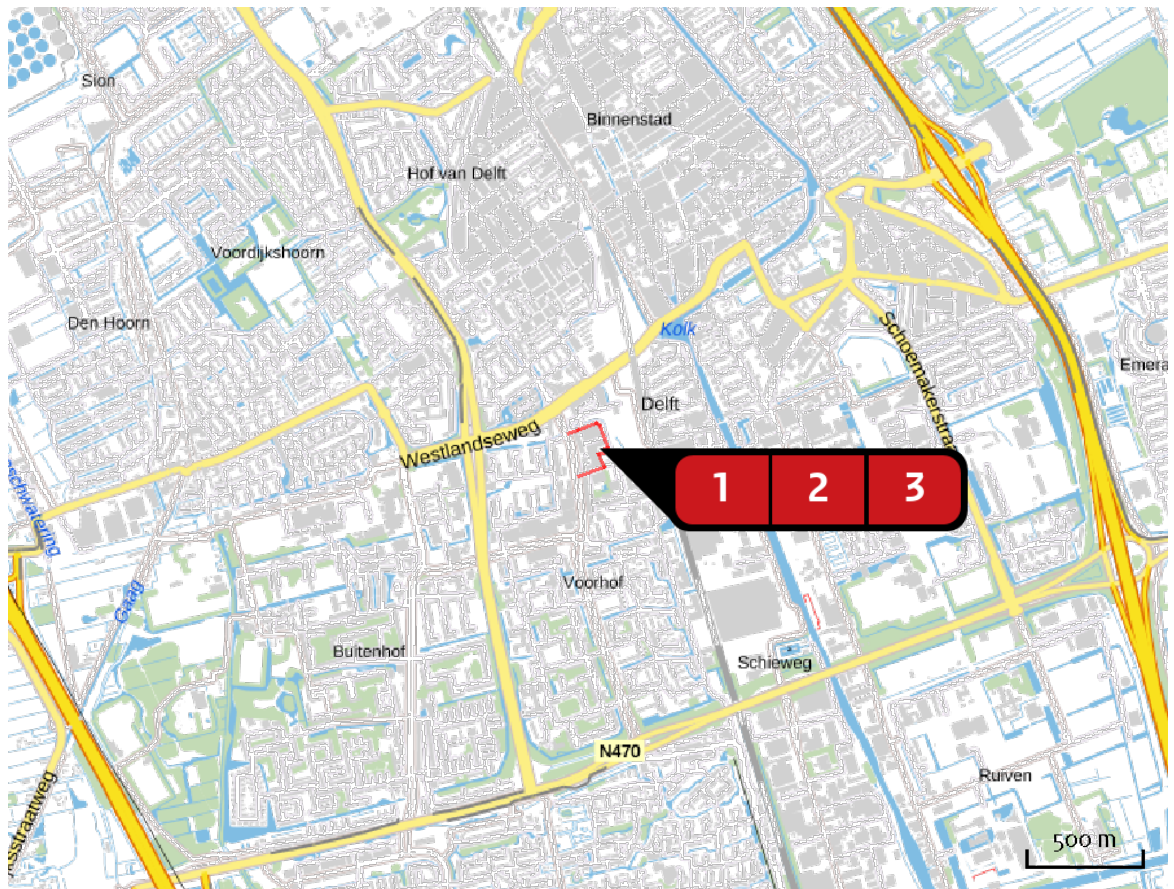 Sion
Binnenstad
Hof van Delft
Voordijkshoorn
Den Hoorn
Kolk
Schoemakerstraa
Emera
Delft
Westlandseweg
1 2 3
Gaag
Voorhof
Buitenhof
Schieweg
N470
Ruiven
500 m